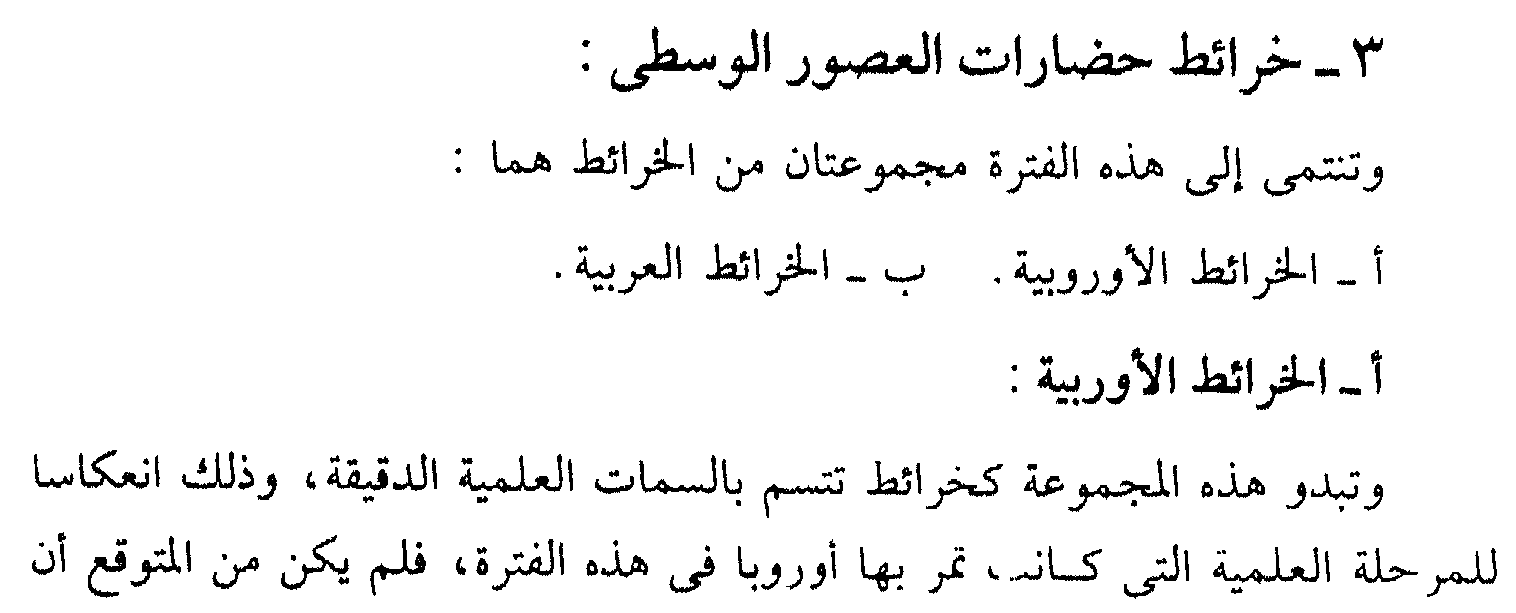 ٣ ـ خرائط حضارات العصور الوسطى :
وتنتمى إلى هذه الفترة مجموعتان من الخرائط هما :
أ ـ الخرائط الأوروبية . ب ـ الخرائط العربية .
أ ـ الخرائط الأوربية :
وتبدو هذه المجموعة كخرائط تتسم بالسمات العلمية الدقيقة، وذلك انعكاسا
للمرحلة العلمية التى كانت تمر بها أوروبا فى هذه الفترة، فلم يكن من المتوقع أن